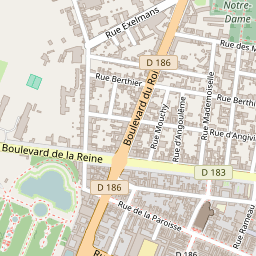 Notre-
Dame
Rue Exelmans
Rue des M
D 186
Rue Berthier
Rue Berthi
Boulevard du Roi
Rue Mademoiselle
Rue d'Angoulême
Rue Mouchy
Rue d'Angivi
Boulevard de la Reine
D 183
D 186
Rue de la Paroisse
Rue Rameau
Ru